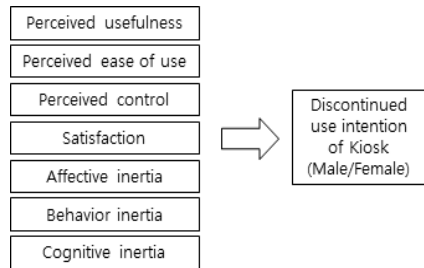 Perceived usefulness
Perceived ease of use
Perceived control
Satisfaction
Affective inertia
Behavior inertia
Cognitive inertia
Discontinued
use intention
of Kiosk
(Male/Female)